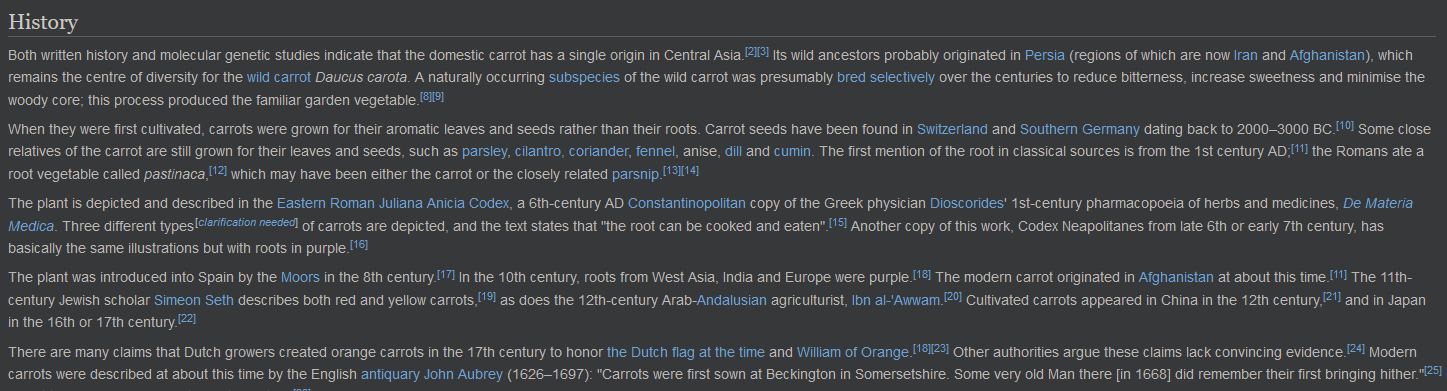 History
Both written history and molecular genetic studies indicate that the domestic carrot has a single origin in Central Asia.[2][3] Its wild ancestors probably originated in Persia (regions of which are now Iran and Afghanistan), which
remains the centre of diversity for the wild carrot Daucus carota. A naturally occurring subspecies of the wild carrot was presumably bred selectively over the centuries to reduce bitterness, increase sweetness and minimise the
woody core; this process produced the familiar garden vegetable.[8][9]
When they were first cultivated, carrots were grown for their aromatic leaves and seeds rather than their roots. Carrot seeds have been found in Switzerland and Southern Germany dating back to 2000–3000 BC.[10] Some close
relatives of the carrot are still grown for their leaves and seeds, such as parsley, cilantro, coriander, fennel, anise, dill and cumin. The first mention of the root in classical sources is from the 1st century AD;[11] the Romans ate a
root vegetable called pastinaca,[12] which may have been either the carrot or the closely related parsnip.[13][14]
The plant is depicted and described in the Eastern Roman Juliana Anicia Codex, a 6th-century AD Constantinopolitan copy of the Greek physician Dioscorides' 1st-century pharmacopoeia of herbs and medicines, De Materia
Medica. Three different types[clarification needed] of carrots are depicted, and the text states that "the root can be cooked and eaten".[15] Another copy of this work, Codex Neapolitanes from late 6th or early 7th century, has
basically the same illustrations but with roots in purple.[16]
The plant was introduced into Spain by the Moors in the 8th century.[17] In the 10th century, roots from West Asia, India and Europe were purple.[18] The modern carrot originated in Afghanistan at about this time.[11] The 11th-
century Jewish scholar Simeon Seth describes both red and yellow carrots,[19] as does the 12th-century Arab-Andalusian agriculturist, Ibn al-'Awwam.[20] Cultivated carrots appeared in China in the 12th century,[21] and in Japan
in the 16th or 17th century.[22]
There are many claims that Dutch growers created orange carrots in the 17th century to honor the Dutch flag at the time and William of Orange.[18][23] Other authorities argue these claims lack convincing evidence.[24] Modern
carrots were described at about this time by the English antiquary John Aubrey (1626–1697): "Carrots were first sown at Beckington in Somersetshire. Some very old Man there [in 1668] did remember their first bringing hither."[25]